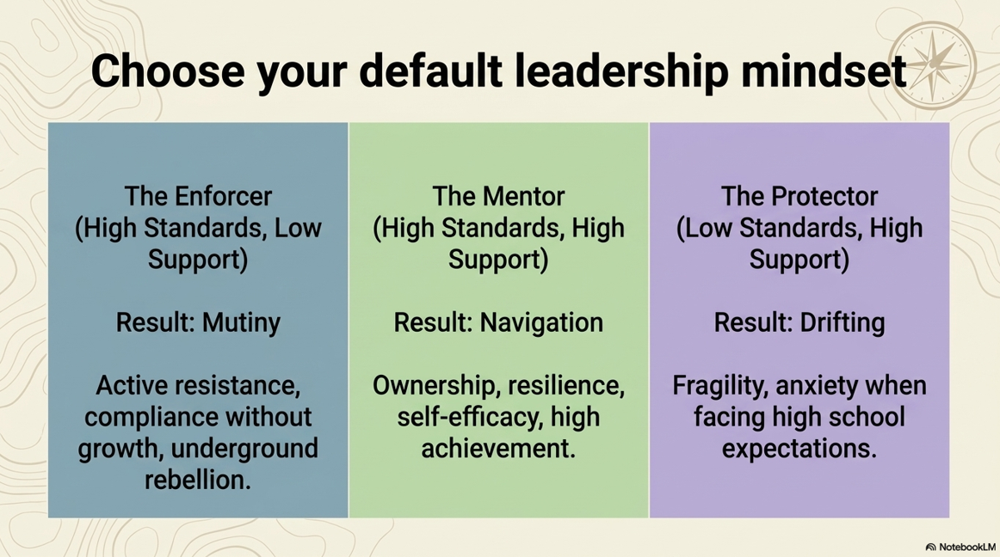 Choose your default leadership mindset
The Enforcer
(High Standards, Low
Support)
Result: Mutiny
Active resistance,
compliance without
growth, underground
rebellion.
The Mentor
(High Standards, High
Support)
Result: Navigation
Ownership, resilience,
self-efficacy, high
achievement.
The Protector
(Low Standards, High
Support)
Result: Drifting
Fragility, anxiety when
facing high school
expectations.
NotebookLM